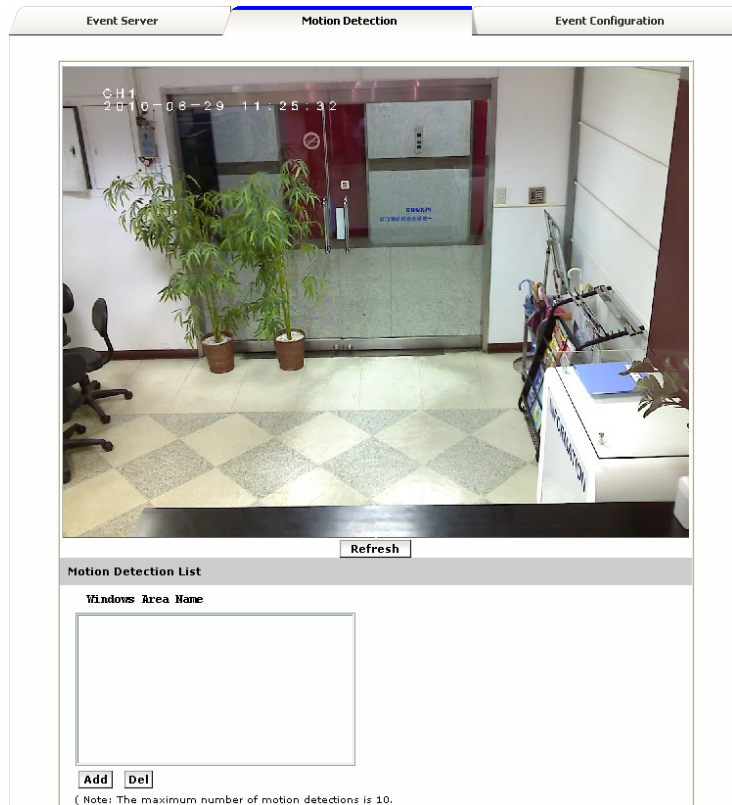 Event Server
Motion Detection
Event Configuration
CH1
2010-06-29 11:25:32
INFORMATION
Refresh
Motion Detection List
Windows Area Name
Add
Del
( Note: The maximum number of motion detections is 10.